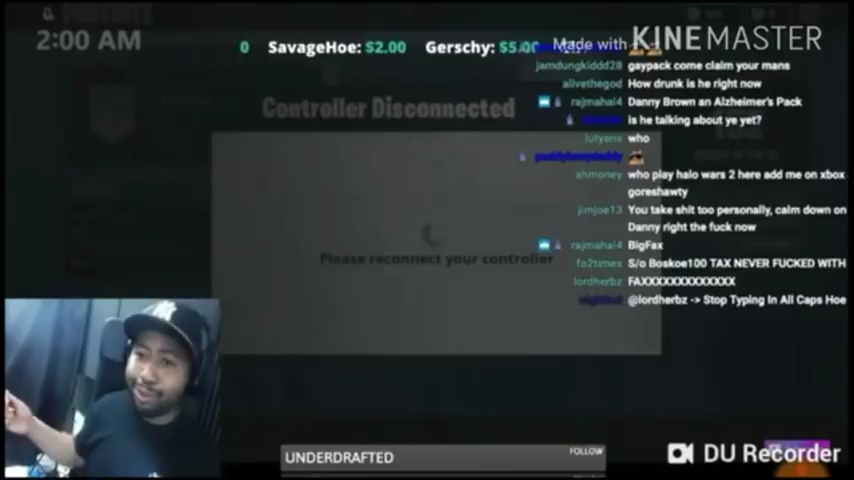 2:00 AM
0 SavageHoe: $2.00 Gerschy: $5.00
Made with
KINEMASTER
jamdungkiddd28 gaypack come claim your mans
alivethegod How drunk is he right now
rajmahal4 Danny Brown an Alzheimer's Pack
Is he talking about ye yet?
lutyens who
ahmoney who play halo wars 2 here add me on xbox
goreshawty
jimjoe13 You take shit too personally, calm down on
Danny right the fuck now
rajmahal4 BigFax
fo2times S/o Boskoe100 TAX NEVER FUCKED WITH
lordherbz FAXXXXXXXXXXXXX
@lordherbz -> Stop Typing In All Caps Hoe
Controller Disconnected
Please reconnect your controller
UNDERDRAFTED
FOLLOW
DU Recorder